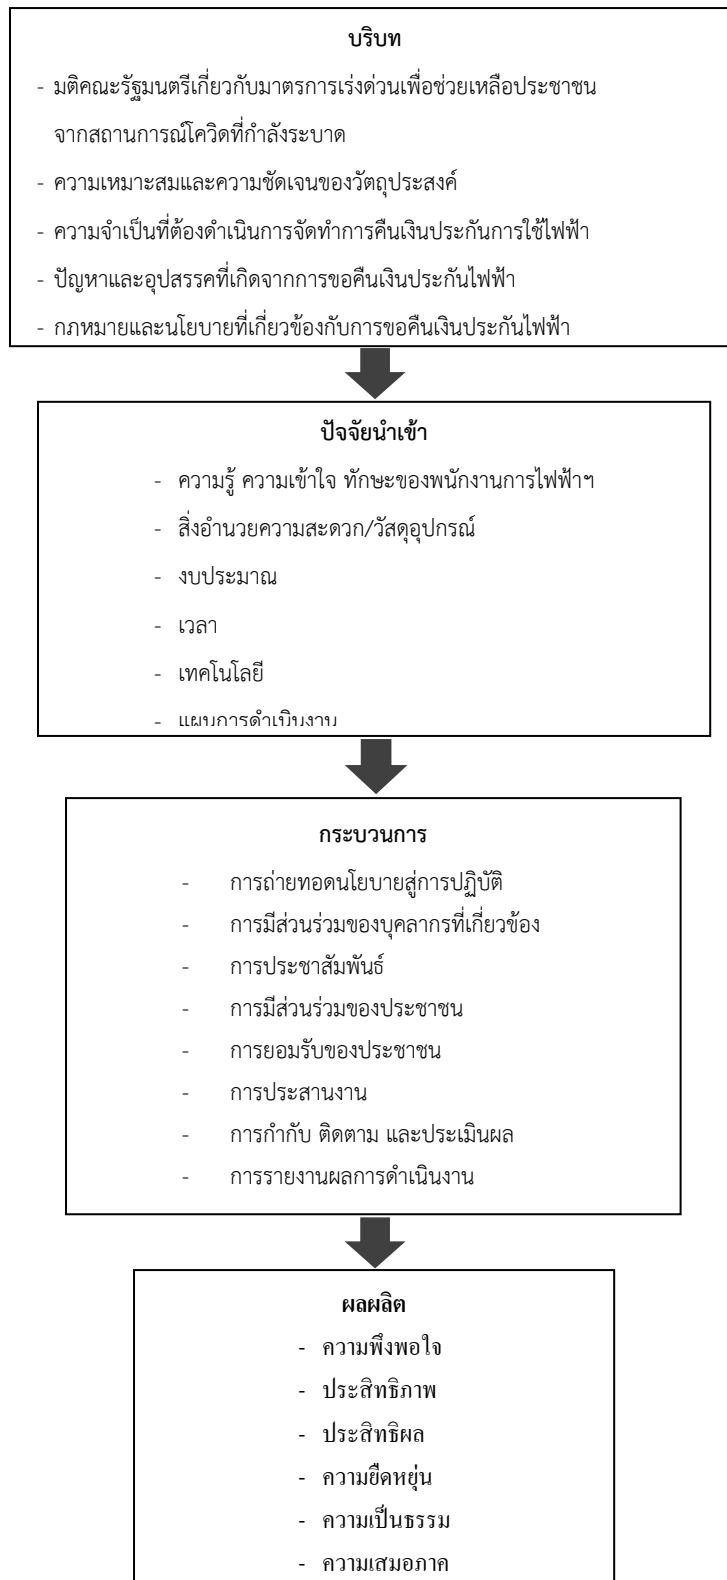 บริบท
- มติคณะรัฐมนตรีเกี่ยวกับมาตรการเร่งด่วนเพื่อช่วยเหลือประชาชน
จากสถานการณ์โควิดที่กำลังระบาด
- ความเหมาะสมและความชัดเจนของวัตถุประสงค์
- ความจำเป็นที่ต้องดำเนินการจัดทำการคืนเงินประกันการใช้ไฟฟ้า
- ปัญหาและอุปสรรคที่เกิดจากการขอคืนเงินประกันไฟฟ้า
- กภหมายและนโยบายที่เกี่ยวข้องกับการขอคืนเงินประกันไฟฟ้า
ปัจจัยนำเข้า
- ความรู้ ความเข้าใจ ทักษะของพนักงานการไฟฟ้าฯ
- สิ่งอำนวยความสะดวก/วัสดุอุปกรณ์
- งบประมาณ
- เวลา
- เทคโนโลยี
- แผนการดำเนินงาน
กระบวนการ
- การถ่ายทอดนโยบายสู่การปฏิบัติ
- การมีส่วนร่วมของบุคลากรที่เกี่ยวข้อง
- การประชาสัมพันธ์
- การมีส่วนร่วมของประชาชน
- การยอมรับของประชาชน
- การประสานงาน
- การกำกับ ติดตาม และประเมินผล
- การรายงานผลการดำเนินงาน
ผลผลิต
- ความพึงพอใจ
- ประสิทธิภาพ
- ประสิทธิผล
- ความยืดหยุ่น
- ความเป็นธรรม
- ความเสมอภาค